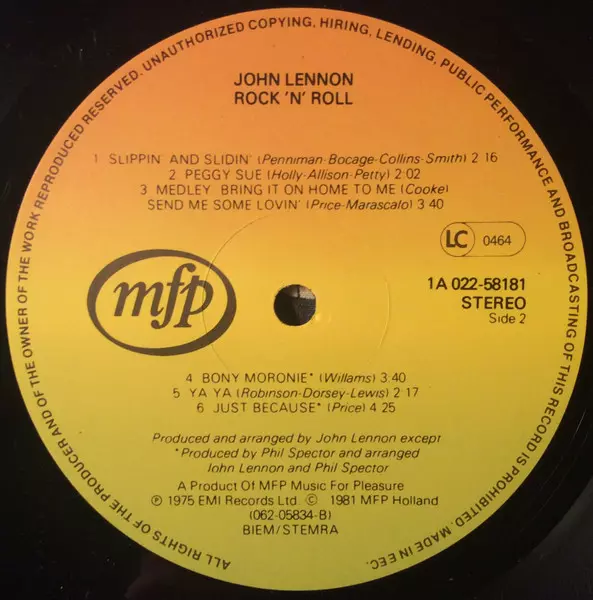 ALL RIGHTS OF THE PRODUCER AND OF THE OWNER OF THE WORK REPRODUCED RESERVED. UNAUTHORIZED COPYING, HIRING, LENDING, PUBLIC PERFORMANCE AND BROADCASTING OF THIS RECORD IS PROHIBITED. MADE IN EEC.
JOHN LENNON
ROCK 'N' ROLL
1 SLIPPIN' AND SLIDIN' (Penniman-Bocage-Collins-Smith) 2 16
2 PEGGY SUE (Holly-Allison-Petty) 2:02
3 MEDLEY BRING IT ON HOME TO ME (Cooke)
SEND ME SOME LOVIN' (Price-Marascalo) 3 40
LC 0464
mfp
1A 022-58181
STEREO
Side 2
4 BONY MORONIE* (Willams) 3:40
5 YA YA (Robinson-Dorsey-Lewis) 2 17
6 JUST BECAUSE* (Price) 4 25
Produced and arranged by John Lennon except
*Produced by Phil Spector and arranged
John Lennon and Phil Spector
A Product Of MFP Music For Pleasure
℗ 1975 EMI Records Ltd. © 1981 MFP Holland
(062-05834-B)
BIEM/STEMRA